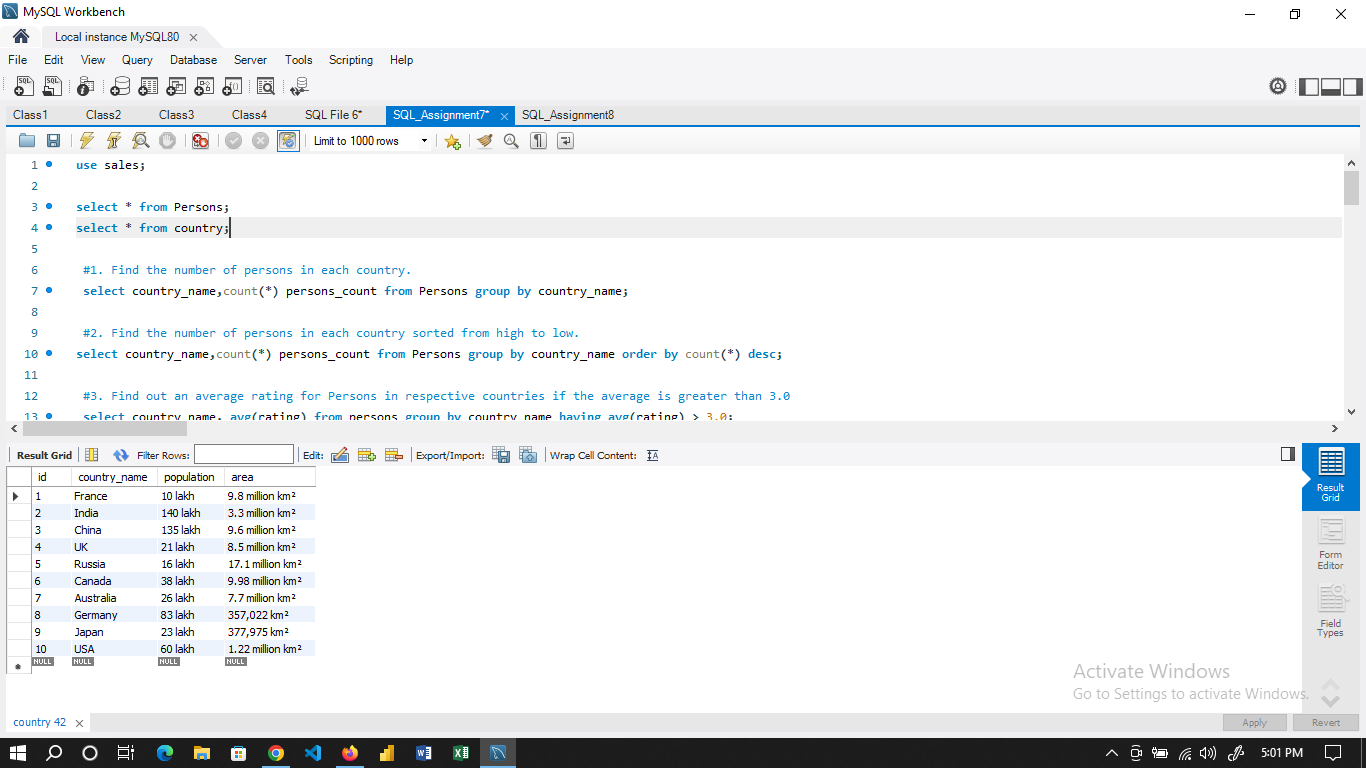 MySQL Workbench
Local instance MySQL80
File Edit View Query Database Server Tools Scripting Help
Class1 Class2 Class3 Class4 SQL File 6* SQL_Assignment7* SQL_Assignment8
Limit to 1000 rows
1 use sales;
2
3 select * from Persons;
4 select * from country;
5
6 #1. Find the number of persons in each country.
7 select country_name,count(*) persons_count from Persons group by country_name;
8
9 #2. Find the number of persons in each country sorted from high to low.
10 select country_name,count(*) persons_count from Persons group by country_name order by count(*) desc;
11
12 #3. Find out an average rating for Persons in respective countries if the average is greater than 3.0
13 select country_name, avg(rating) from persons group by country_name having avg(rating) > 3.0;
Result Grid Filter Rows: Edit: Export/Import: Wrap Cell Content:
id country_name population area
1 France 10 lakh 9.8 million km²
2 India 140 lakh 3.3 million km²
3 China 135 lakh 9.6 million km²
4 UK 21 lakh 8.5 million km²
5 Russia 16 lakh 17.1 million km²
6 Canada 38 lakh 9.98 million km²
7 Australia 26 lakh 7.7 million km²
8 Germany 83 lakh 357,022 km²
9 Japan 23 lakh 377,975 km²
10 USA 60 lakh 1.22 million km²
NULL NULL NULL NULL
Result
Grid
Form
Editor
Field
Types
Activate Windows
Go to Settings to activate Windows.
country 42
Apply Revert
5:01 PM